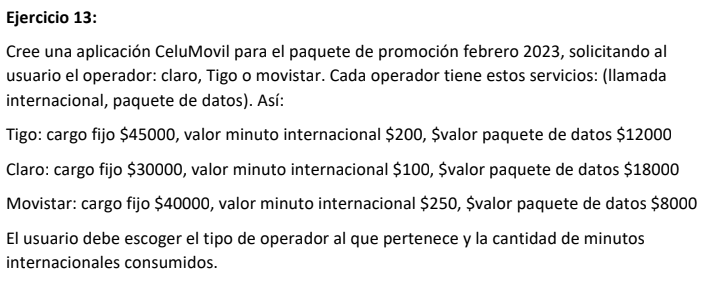 Ejercicio 13:
Cree una aplicación CeluMovil para el paquete de promoción febrero 2023, solicitando al
usuario el operador: claro, Tigo o movistar. Cada operador tiene estos servicios: (llamada
internacional, paquete de datos). Así:
Tigo: cargo fijo $45000, valor minuto internacional $200, $valor paquete de datos $12000
Claro: cargo fijo $30000, valor minuto internacional $100, $valor paquete de datos $18000
Movistar: cargo fijo $40000, valor minuto internacional $250, $valor paquete de datos $8000
El usuario debe escoger el tipo de operador al que pertenece y la cantidad de minutos
internacionales consumidos.